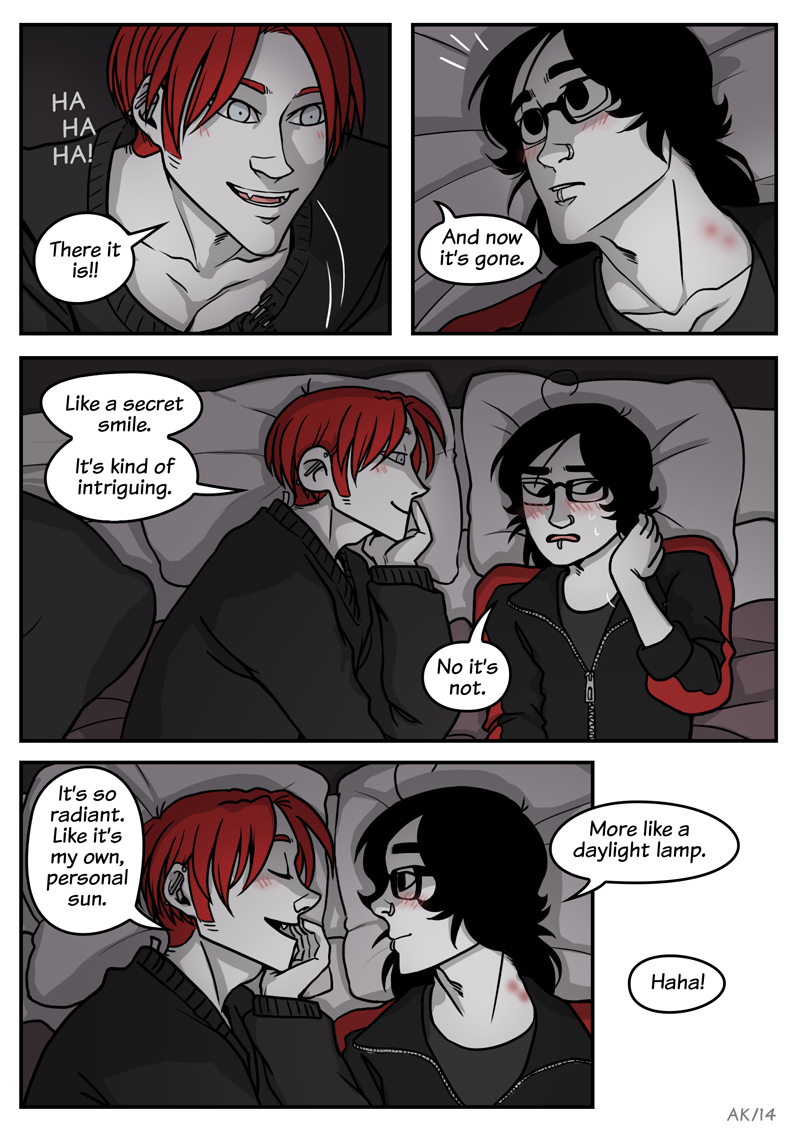 HA
HA
HA!
There it
is!!
And now
it's gone.
Like a secret
smile.
It's kind of
intriguing.
No it's
not.
It's so
radiant.
Like it's
my own,
personal
sun.
More like a
daylight lamp.
Haha!
AK/14